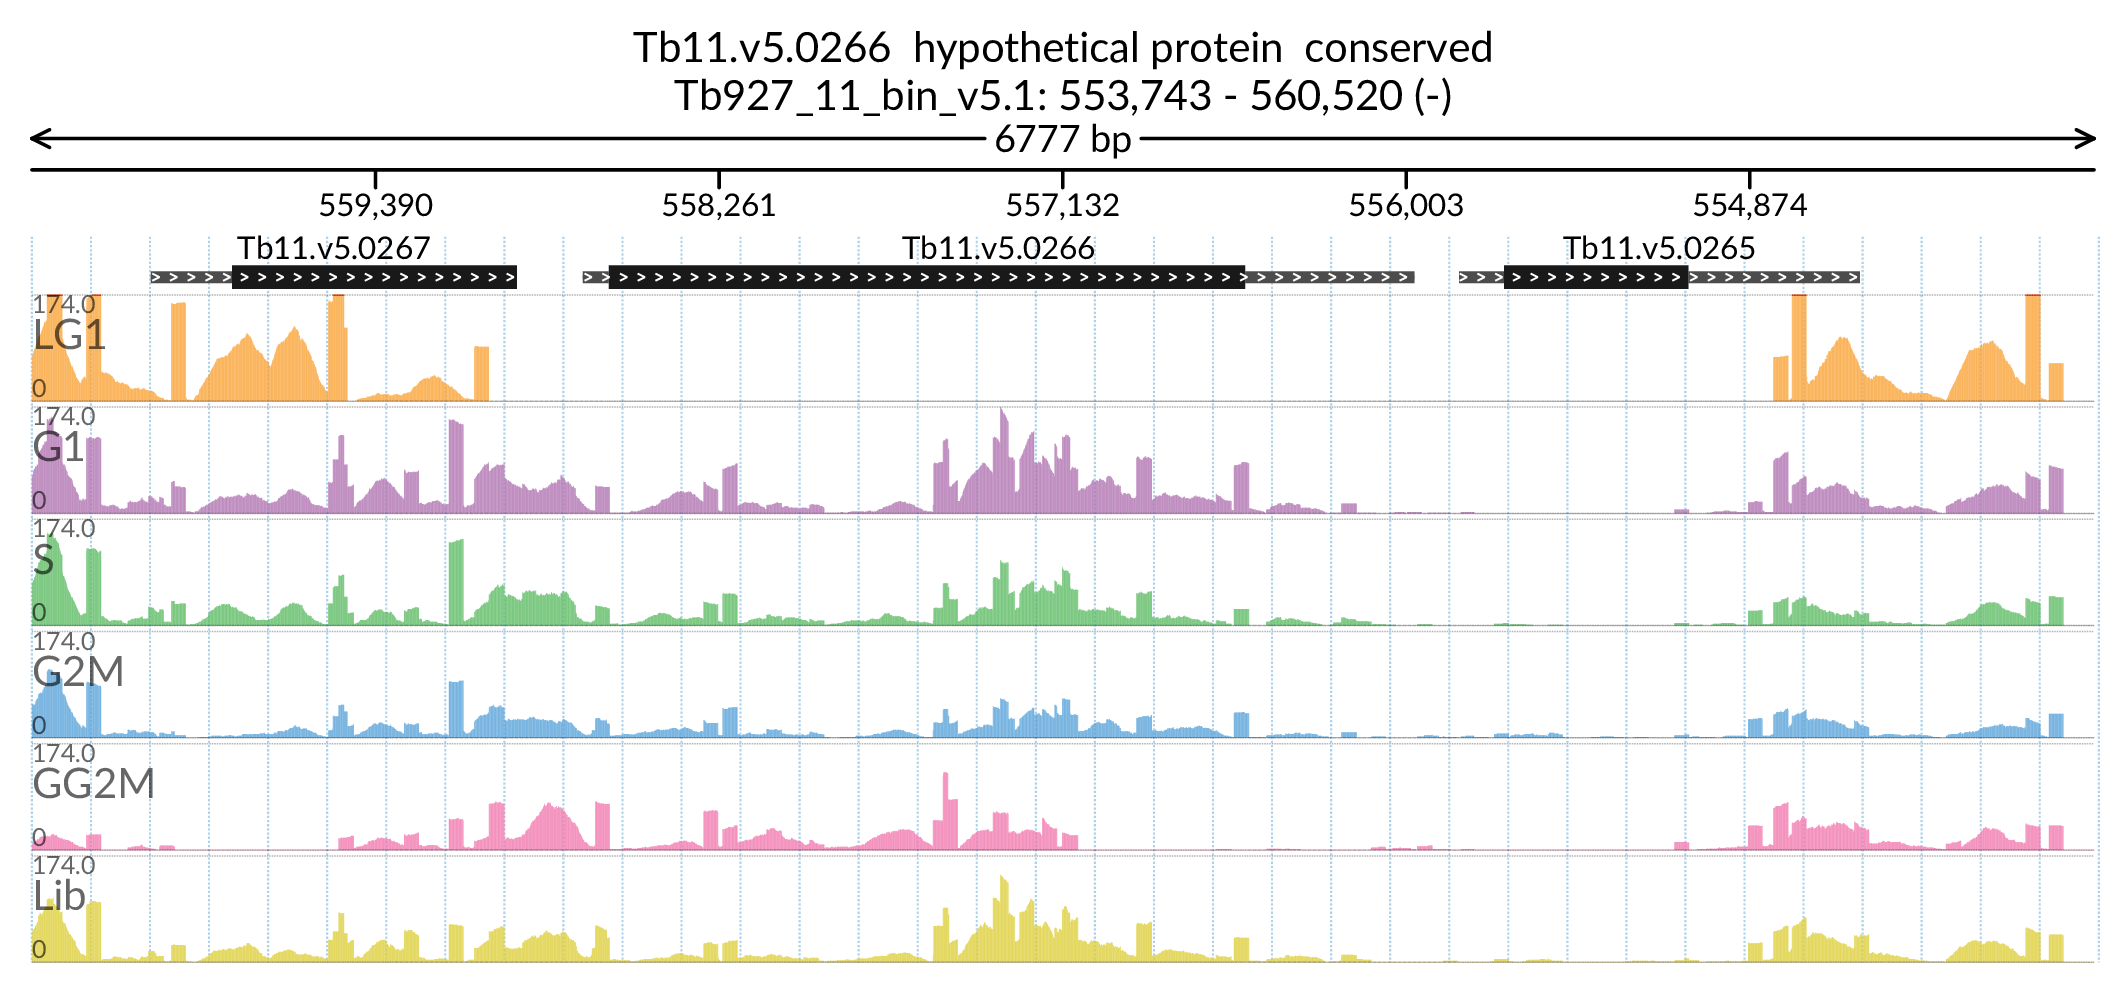 Tb11.v5.0266  hypothetical protein  conserved
Tb927_11_bin_v5.1: 553,743 - 560,520 (-)
6777 bp
559,390 558,261 557,132 556,003 554,874
Tb11.v5.0267 Tb11.v5.0266 Tb11.v5.0265
174.0
LG1
0
174.0
G1
0
174.0
S
0
174.0
G2M
0
174.0
GG2M
0
174.0
Lib
0